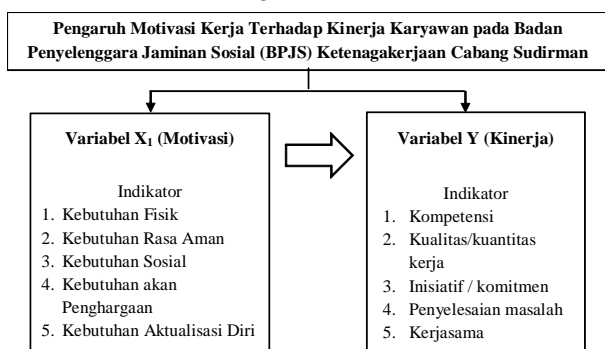 Pengaruh Motivasi Kerja Terhadap Kinerja Karyawan pada Badan
Penyelenggara Jaminan Sosial (BPJS) Ketenagakerjaan Cabang Sudirman
Variabel X₁ (Motivasi)
Indikator
1. Kebutuhan Fisik
2. Kebutuhan Rasa Aman
3. Kebutuhan Sosial
4. Kebutuhan akan
Penghargaan
5. Kebutuhan Aktualisasi Diri
Variabel Y (Kinerja)
Indikator
1. Kompetensi
2. Kualitas/kuantitas
kerja
3. Inisiatif / komitmen
4. Penyelesaian masalah
5. Kerjasama